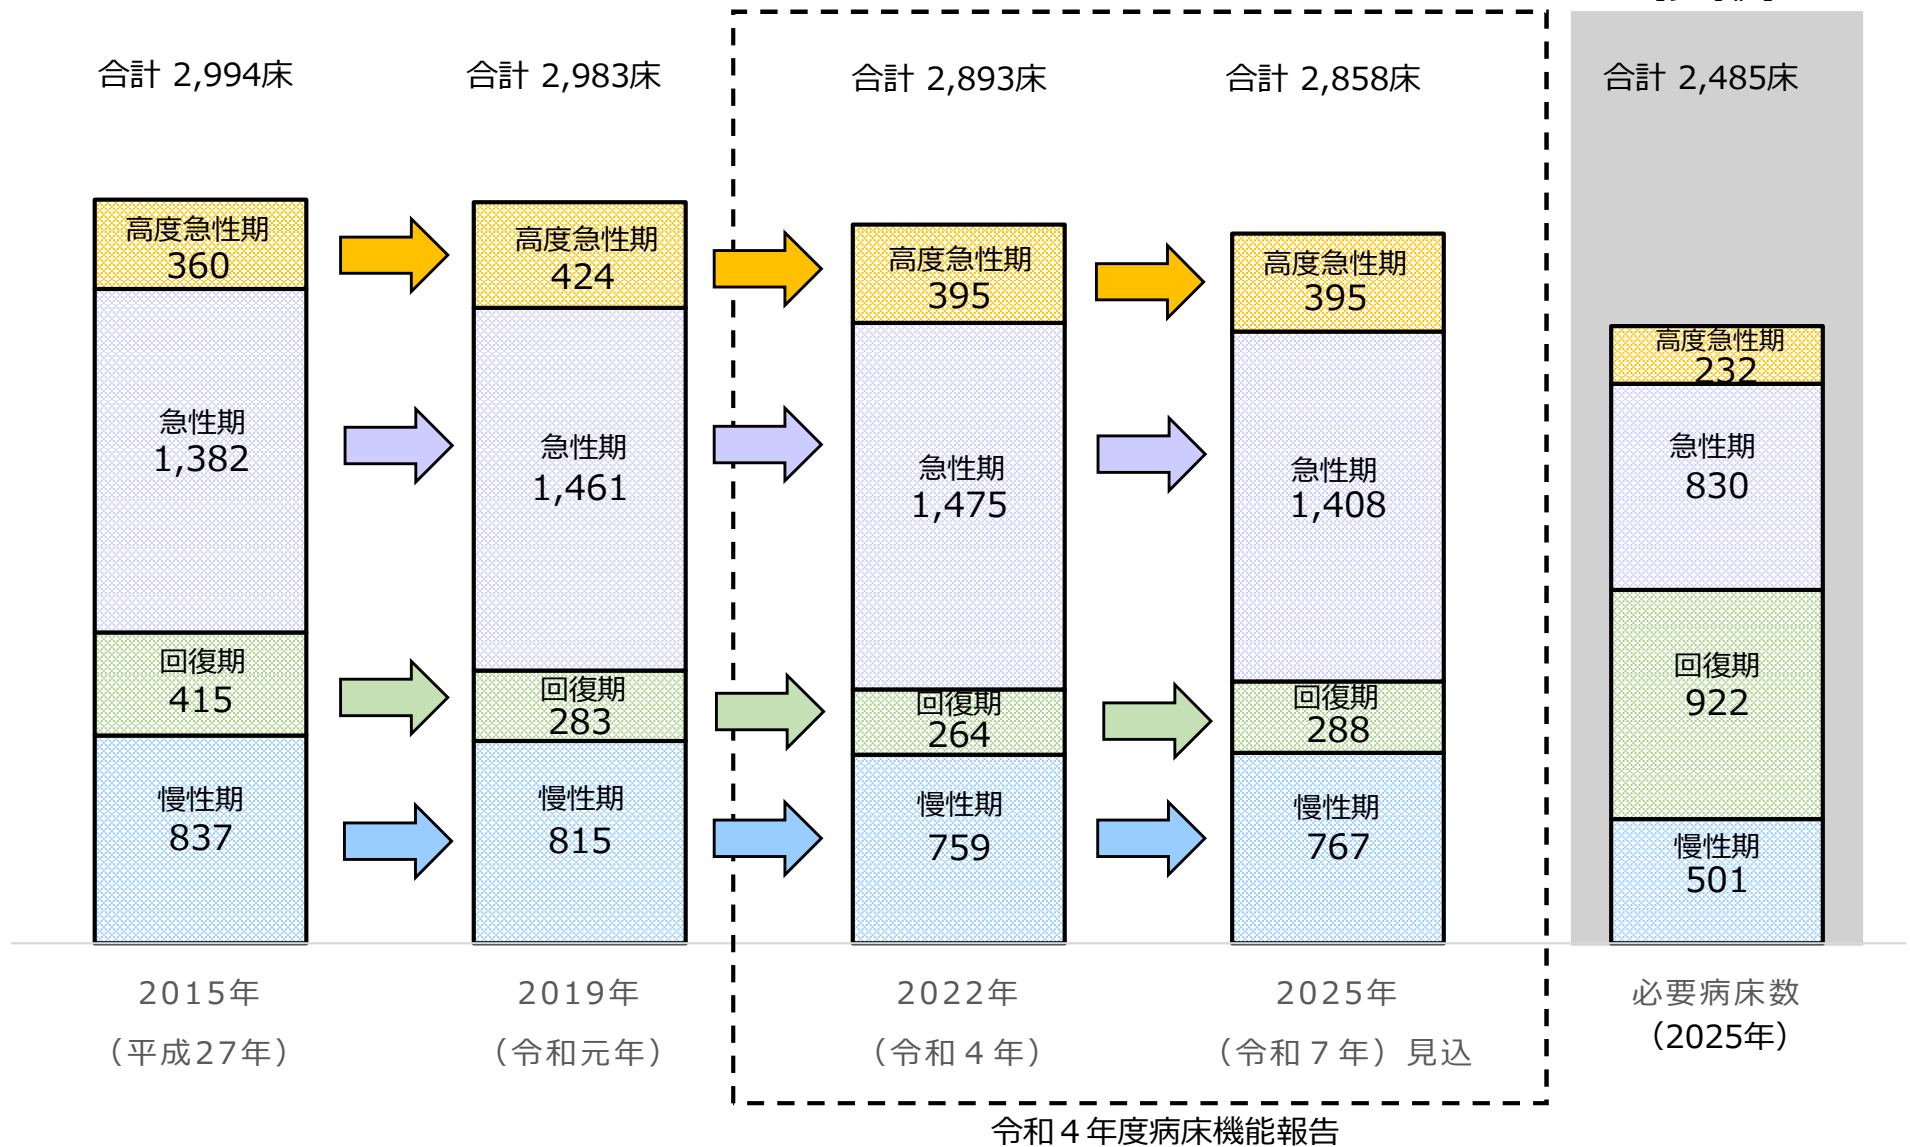 合計 2,994床
合計 2,983床
合計 2,893床
合計 2,858床
合計 2,485床
高度急性期
360
急性期
1,382
回復期
415
慢性期
837
高度急性期
424
急性期
1,461
回復期
283
慢性期
815
高度急性期
395
急性期
1,475
回復期
264
慢性期
759
高度急性期
395
急性期
1,408
回復期
288
慢性期
767
高度急性期
232
急性期
830
回復期
922
慢性期
501
2015年
（平成27年）
2019年
（令和元年）
2022年
（令和４年）
2025年
（令和７年）見込
必要病床数
（2025年）
令和４年度病床機能報告